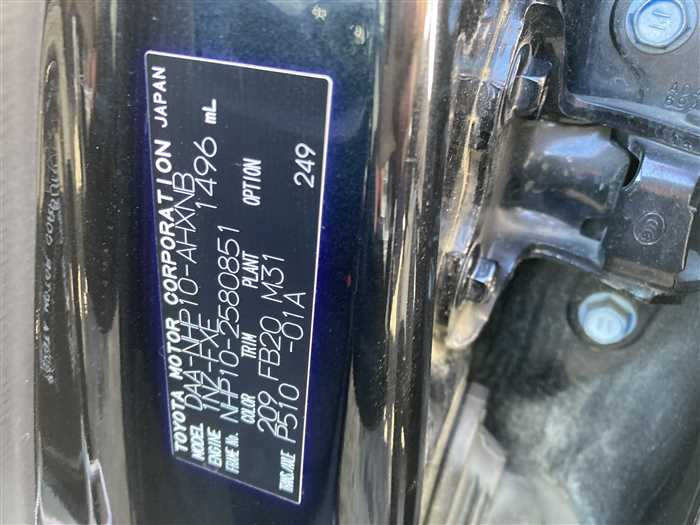 TOYOTA MOTOR CORPORATION JAPAN
MODEL DAA-NHP10-AHXNB
ENGINE 1NZ-FXE 1496 mL
FRAME No. NHP10-2580851
COLOR TRIM PLANT OPTION
209 FB20 M31 249
TRANS./AXLE P510 -01A